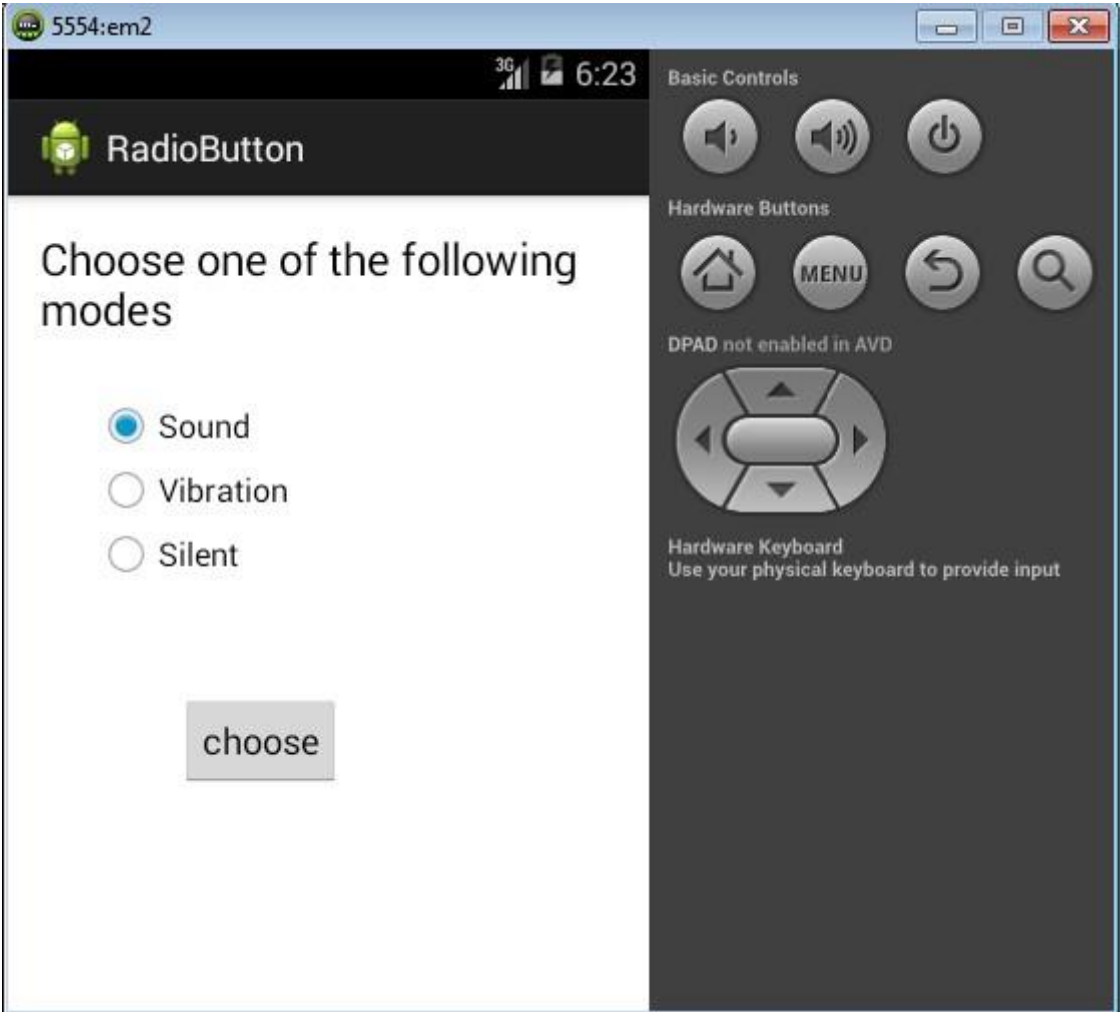 5554:em2
3G 6:23
RadioButton
Choose one of the following
modes
Sound
Vibration
Silent
choose
Basic Controls
Hardware Buttons
MENU
DPAD not enabled in AVD
Hardware Keyboard
Use your physical keyboard to provide input